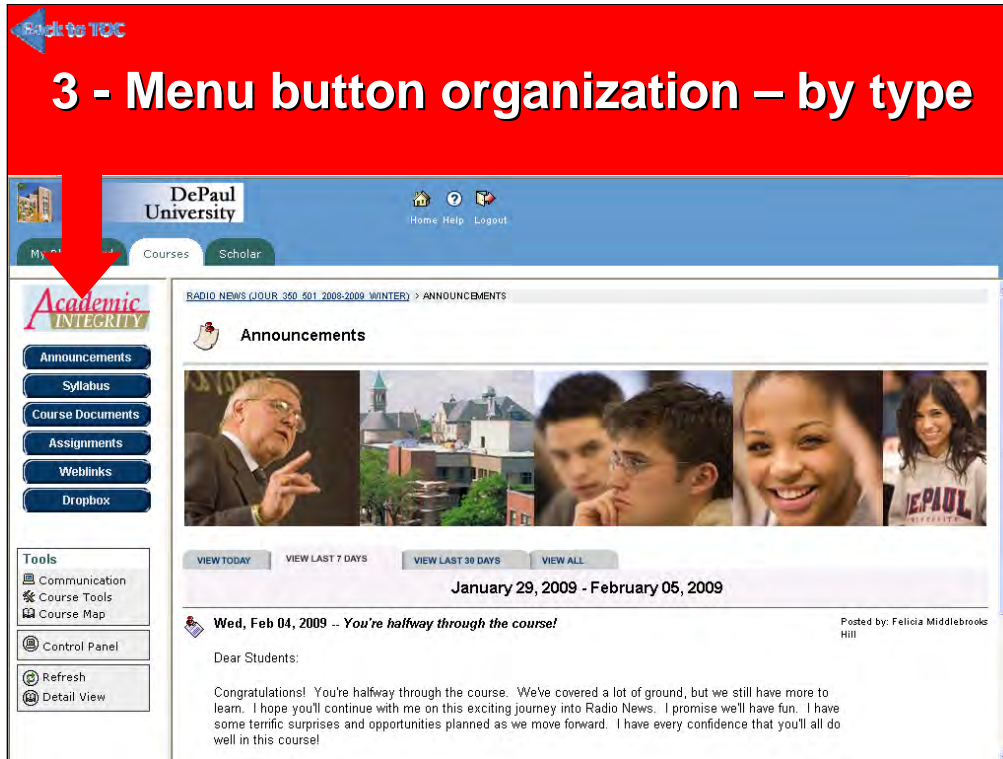 Back to TOC
3 - Menu button organization – by type
DePaul
University
Home Help Logout
Courses Scholar
Academic
INTEGRITY
RADIO NEWS (JOUR_350_501_2008-2009_WINTER) > ANNOUNCEMENTS
Announcements
Announcements
Syllabus
Course Documents
Assignments
Weblinks
Dropbox
DEPAUL
UNIVERSITY
Tools
Communication
Course Tools
Course Map
Control Panel
Refresh
Detail View
VIEW TODAY VIEW LAST 7 DAYS VIEW LAST 30 DAYS VIEW ALL
January 29, 2009 - February 05, 2009
Wed, Feb 04, 2009 -- You're halfway through the course!
Posted by: Felicia Middlebrooks
Hill
Dear Students:
Congratulations! You're halfway through the course. We've covered a lot of ground, but we still have more to
learn. I hope you'll continue with me on this exciting journey into Radio News. I promise we'll have fun. I have
some terrific surprises and opportunities planned as we move forward. I have every confidence that you'll all do
well in this course!